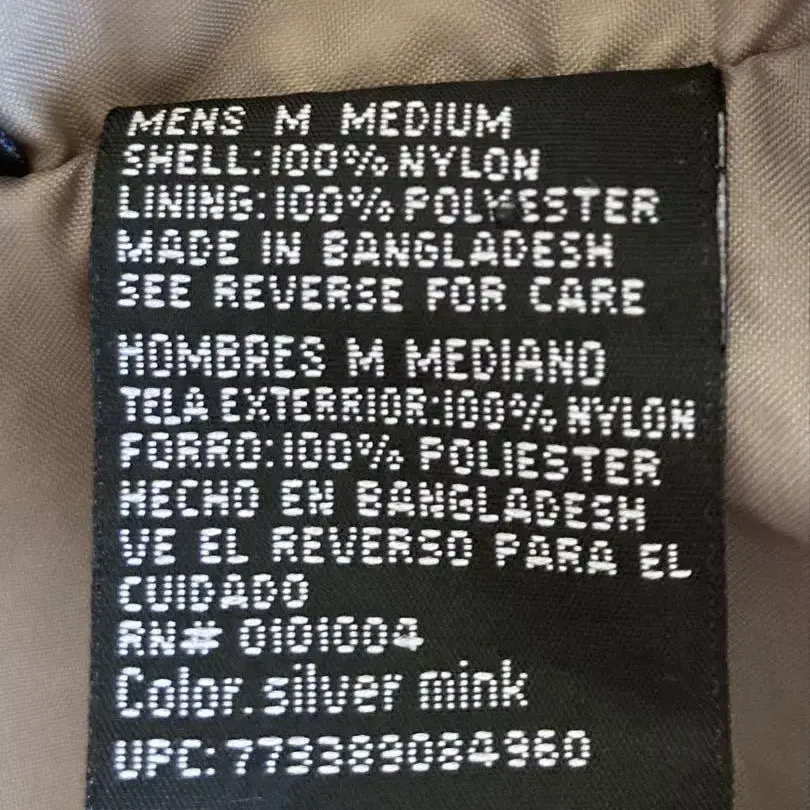 MENS M MEDIUM
SHELL:100% NYLON
LINING:100% POLYESTER
MADE IN BANGLADESH
SEE REVERSE FOR CARE
HOMBRES M MEDIANO
TELA EXTERRIOR:100% NYLON
FORRO:100% POLIESTER
HECHO EN BANGLADESH
VE EL REVERSO PARA EL
CUIDADO
RN# 0101004
Color.silver mink
UPC:773389084960